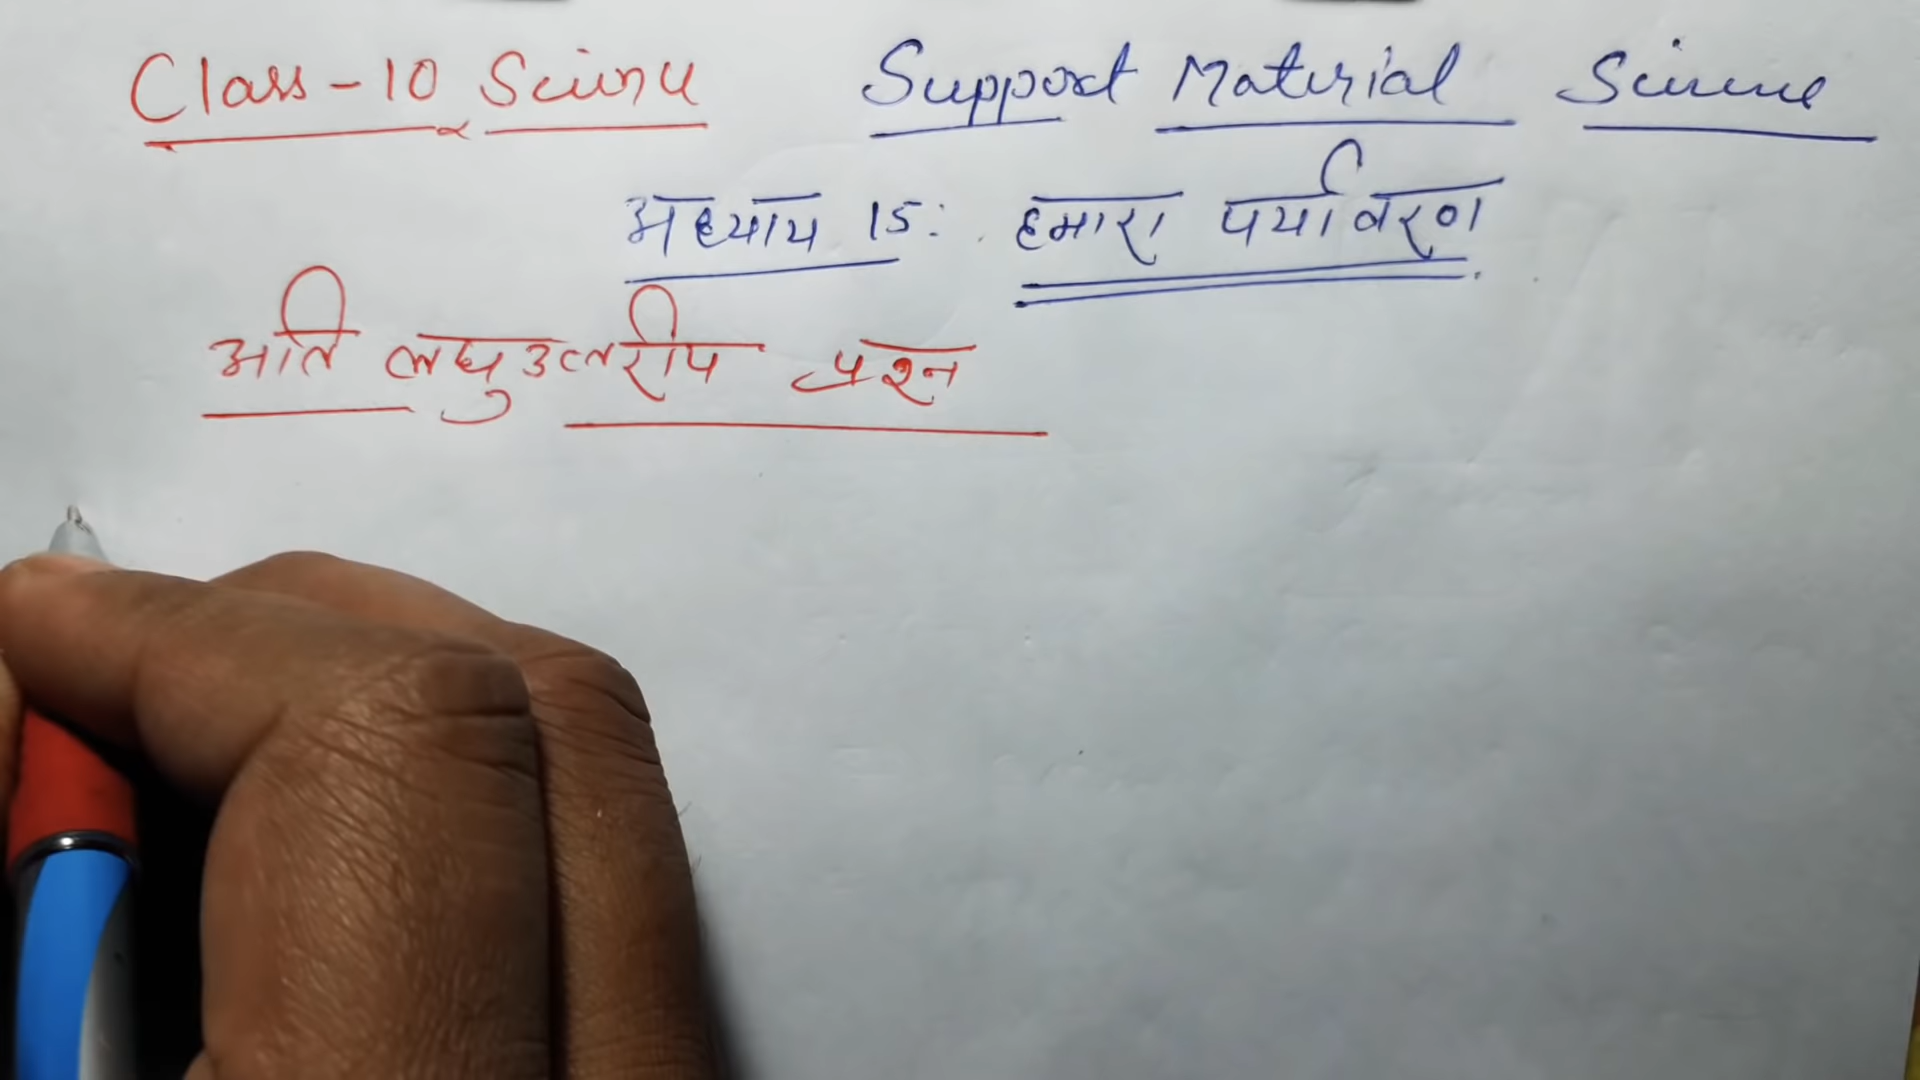 Class-10 Science Support Material Science
अध्याय 15: हमारा पर्यावरण
अति लघुउत्तरीय प्रश्न